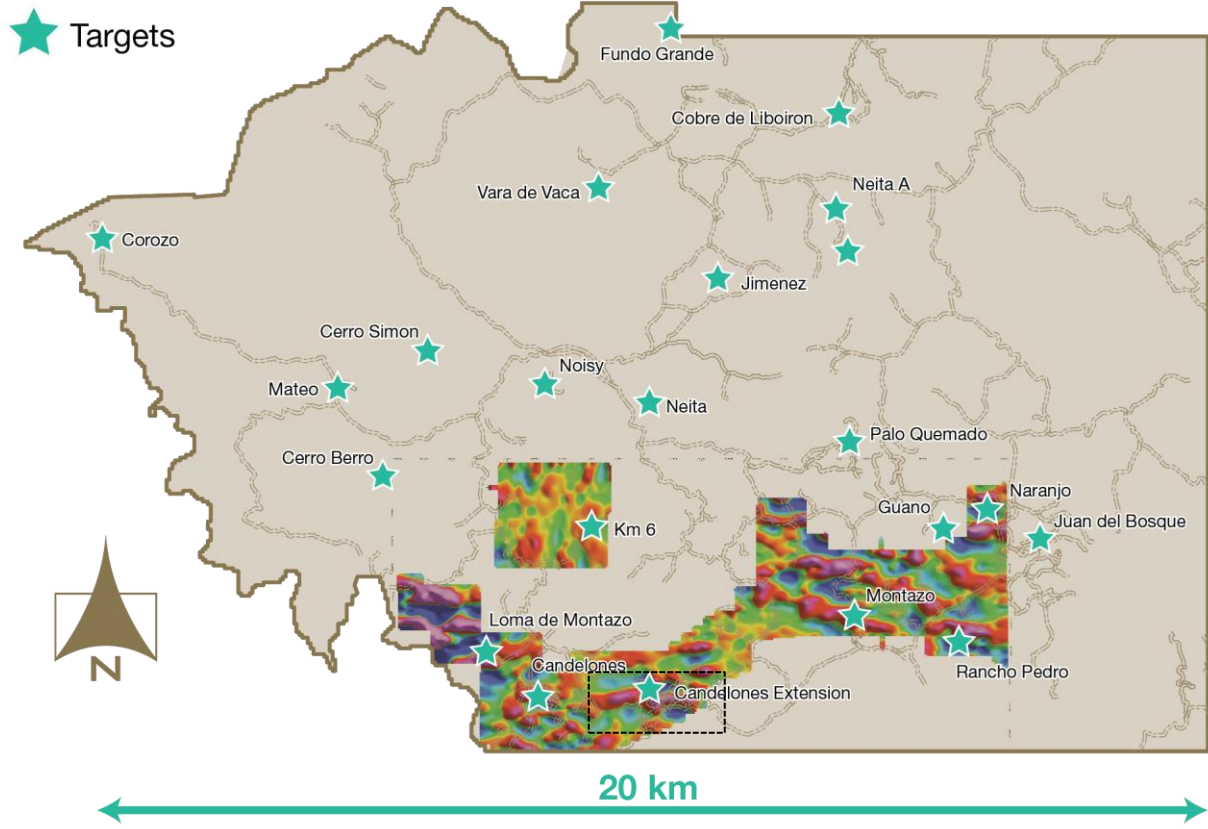 Targets
Fundo Grande
Cobre de Liboiron
Vara de Vaca
Neita A
Corozo
Jimenez
Cerro Simon
Noisy
Mateo
Neita
Palo Quemado
Cerro Berro
Naranjo
Guano
Juan del Bosque
Km 6
Montazo
Loma de Montazo
Candelones
Rancho Pedro
Candelones Extension
N
20 km